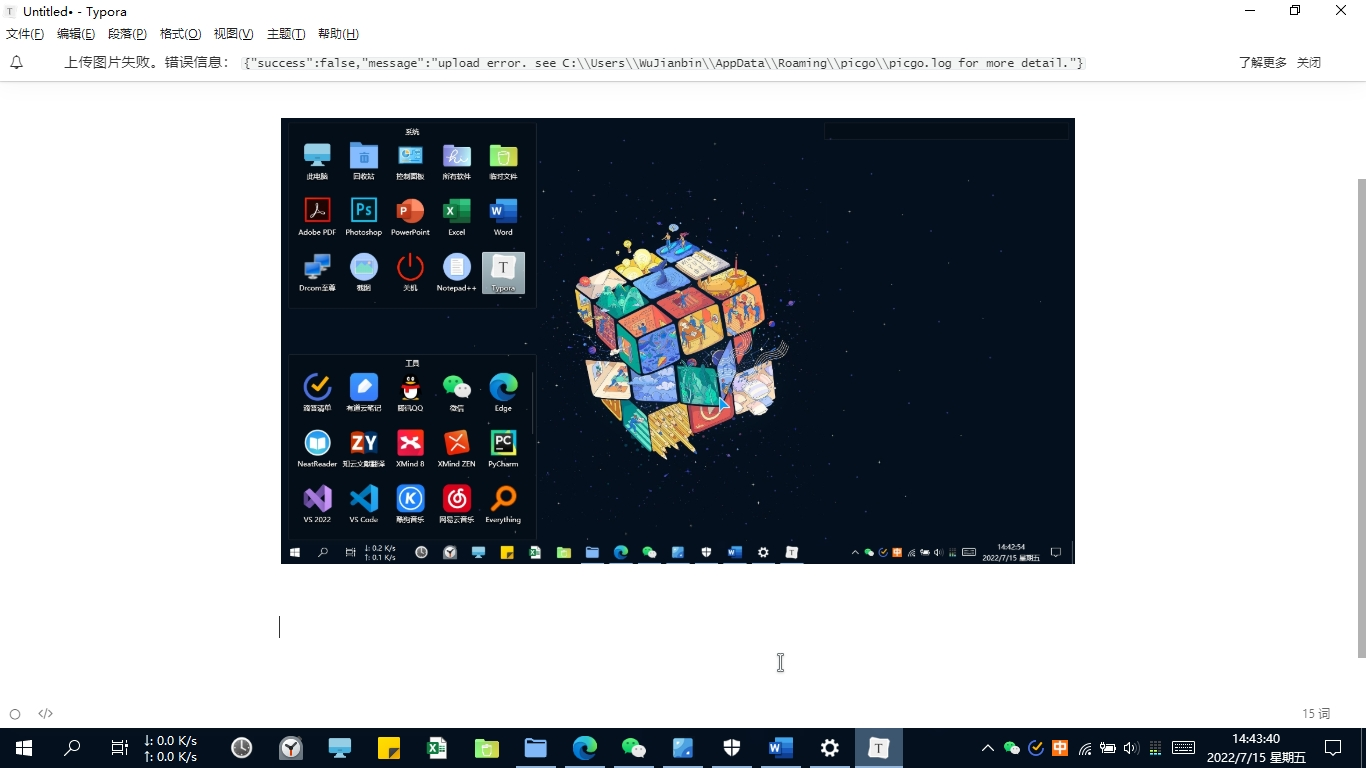 Untitled• - Typora
文件(F) 编辑(E) 段落(P) 格式(O) 视图(V) 主题(T) 帮助(H)
上传图片失败。错误信息： {"success":false,"message":"upload error. see C:\\Users\\WuJianbin\\AppData\\Roaming\\picgo\\picgo.log for more detail."} 了解更多 关闭
系统
此电脑 回收站 控制面板 所有软件 临时文件
Adobe PDF Photoshop PowerPoint Excel Word
Drcom至尊 截图 关机 Notepad++ Typora
工具
滴答清单 有道云笔记 腾讯QQ 微信 Edge
NeatReader 知云文献翻译 XMind 8 XMind ZEN PyCharm
VS 2022 VS Code 酷狗音乐 网易云音乐 Everything
↓: 0.2 K/s
↑: 0.1 K/s
14:42:54
2022/7/15 星期五
15 词
↓: 0.0 K/s
↑: 0.0 K/s
中
14:43:40
2022/7/15 星期五